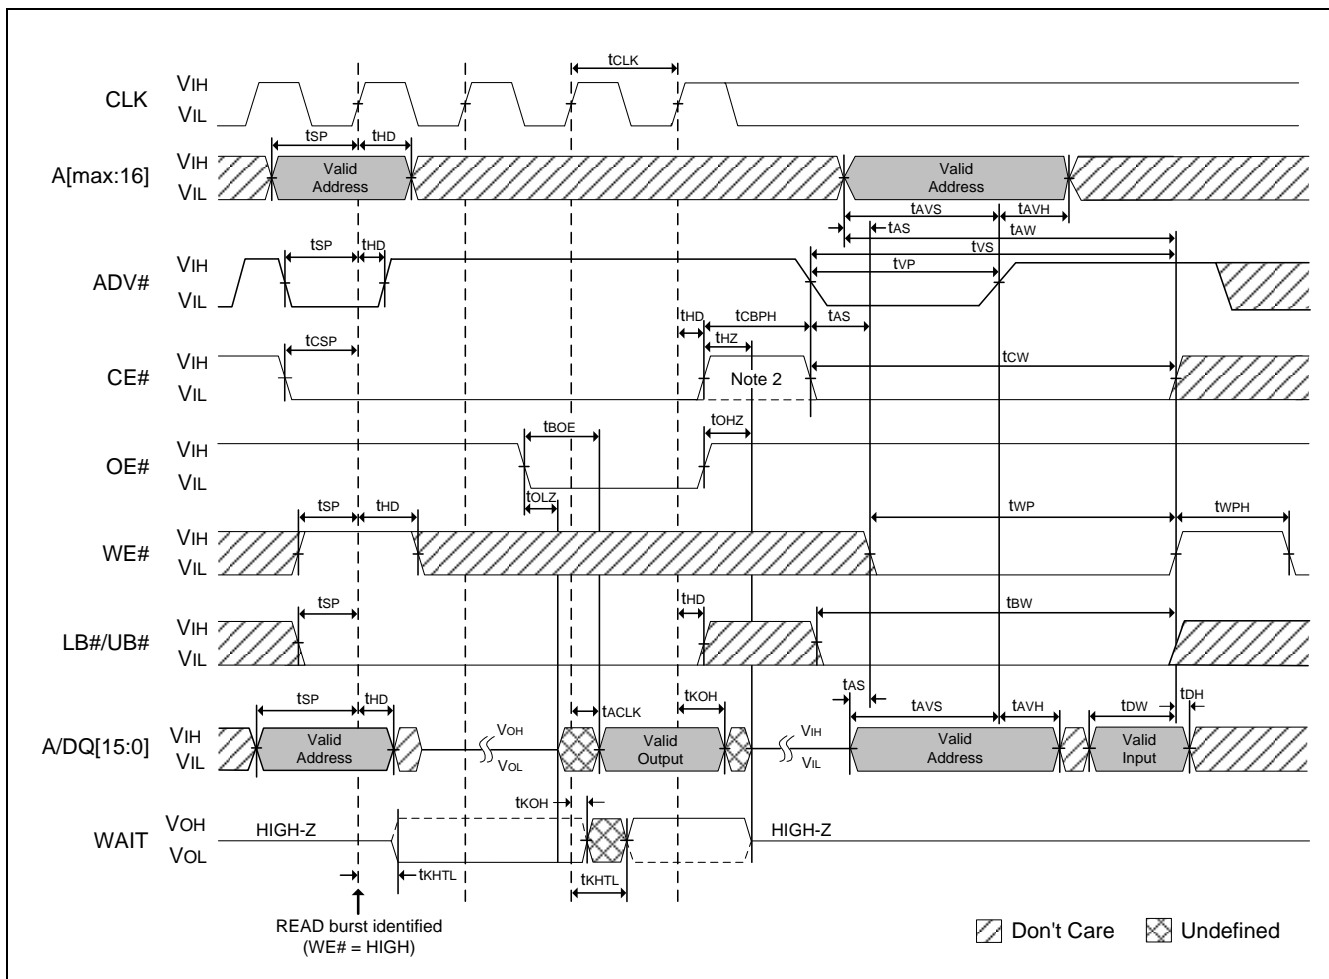 tCLK
CLK
VIH
VIL
tSP
tHD
A[max:16]
VIH
VIL
Valid
Address
Valid
Address
tAVS
tAVH
tAS
tAW
tVS
tVP
ADV#
VIH
VIL
tSP
tHD
tHD
tCBPH
tAS
tHZ
CE#
VIH
VIL
tCSP
Note 2
tCW
tOHZ
OE#
VIH
VIL
tBOE
tOLZ
WE#
VIH
VIL
tSP
tHD
tWP
tWPH
LB#/UB#
VIH
VIL
tSP
tHD
tBW
A/DQ[15:0]
VIH
VIL
tSP
tHD
Valid
Address
VOH
VOL
tACLK
tKOH
Valid
Output
VIH
VIL
tAS
tAVS
tAVH
Valid
Address
tDW
tDH
Valid
Input
WAIT
VOH
VOL
HIGH-Z
tKOH
HIGH-Z
tKHTL
tKHTL
READ burst identified
(WE# = HIGH)
Don't Care
Undefined